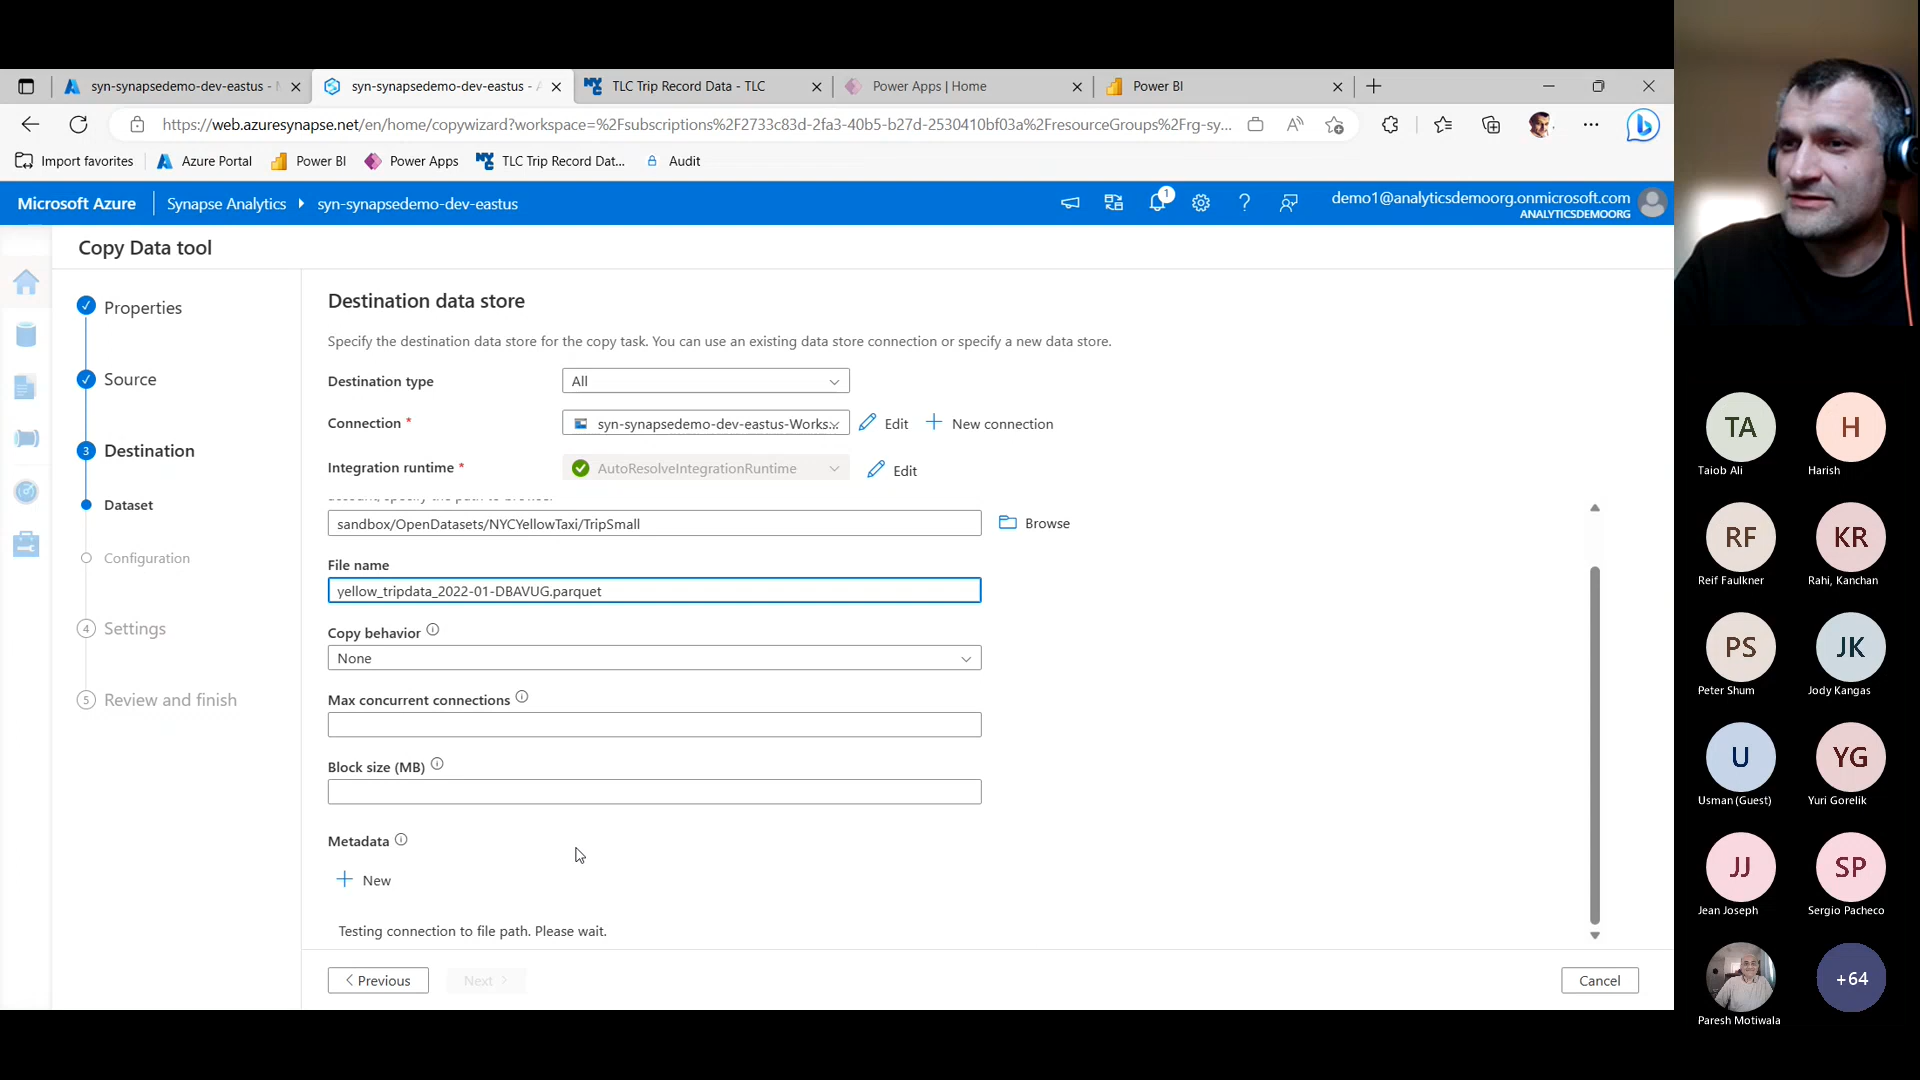 syn-synapsedemo-dev-eastus -
syn-synapsedemo-dev-eastus - A
TLC Trip Record Data - TLC
Power Apps | Home
Power BI
https://web.azuresynapse.net/en/home/copywizard?workspace=%2Fsubscriptions%2F2733c83d-2fa3-40b5-b27d-2530410bf03a%2FresourceGroups%2Frg-sy...
Import favorites
Azure Portal
Power BI
Power Apps
TLC Trip Record Dat...
Audit
Microsoft Azure
Synapse Analytics
syn-synapsedemo-dev-eastus
1
demo1@analyticsdemoorg.onmicrosoft.com
ANALYTICSDEMOORG
Copy Data tool
Properties
Source
3 Destination
Dataset
Configuration
4 Settings
5 Review and finish
Destination data store
Specify the destination data store for the copy task. You can use an existing data store connection or specify a new data store.
Destination type
All
Connection *
syn-synapsedemo-dev-eastus-Works...
Edit
New connection
Integration runtime *
AutoResolveIntegrationRuntime
Edit
sandbox/OpenDatasets/NYCYellowTaxi/TripSmall
Browse
File name
yellow_tripdata_2022-01-DBAVUG.parquet
Copy behavior
None
Max concurrent connections
Block size (MB)
Metadata
New
Testing connection to file path. Please wait.
Previous
Next
Cancel
TA
Taiob Ali
H
Harish
RF
Reif Faulkner
KR
Rahi, Kanchan
PS
Peter Shum
JK
Jody Kangas
U
Usman (Guest)
YG
Yuri Gorelik
JJ
Jean Joseph
SP
Sergio Pacheco
Paresh Motiwala
+64